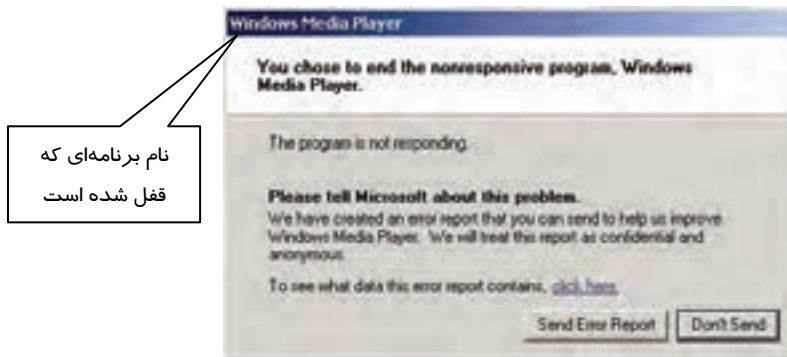 Windows Media Player
You chose to end the nonresponsive program, Windows
Media Player.
The program is not responding.
Please tell Microsoft about this problem.
We have created an error report that you can send to help us improve
Windows Media Player. We will treat this report as confidential and
anonymous.
To see what data this error report contains, click here.
Send Error Report
Don't Send
نام برنامه‌ای که
قفل شده است